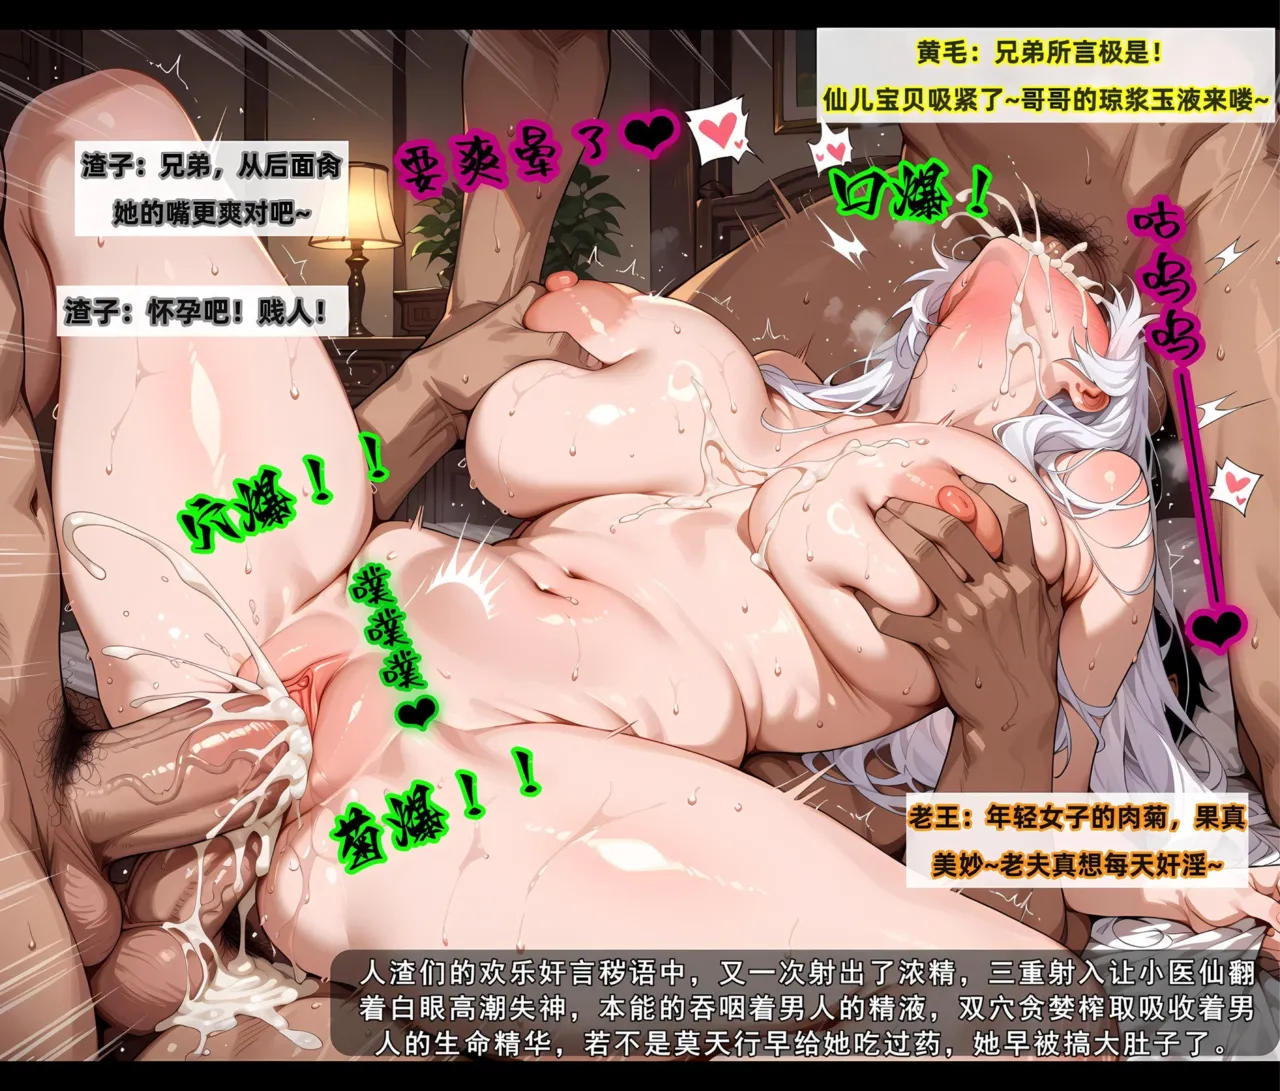 黄毛：兄弟所言极是！
仙儿宝贝吸紧了~哥哥的琼浆玉液来喽~
渣子：兄弟，从后面肏
她的嘴更爽对吧~
要爽晕了
口爆！
咕呜呜
渣子：怀孕吧！贱人！
穴爆！！
噗噗噗
菊爆！！
老王：年轻女子的肉菊，果真
美妙~老夫真想每天奸淫~
人渣们的欢乐奸言秽语中，又一次射出了浓精，三重射入让小医仙翻
着白眼高潮失神，本能的吞咽着男人的精液，双穴贪婪榨取吸收着男
人的生命精华，若不是莫天行早给她吃过药，她早被搞大肚子了。